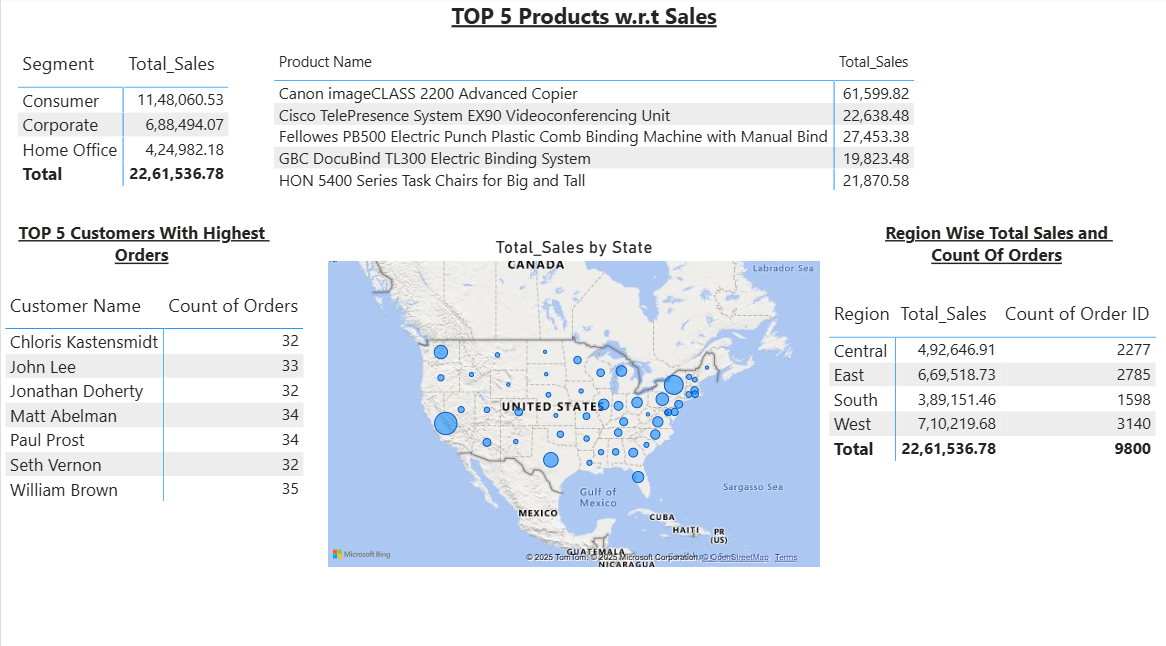 TOP 5 Products w.r.t Sales
Segment Total_Sales
Consumer 11,48,060.53
Corporate 6,88,494.07
Home Office 4,24,982.18
Total 22,61,536.78
Product Name Total_Sales
Canon imageCLASS 2200 Advanced Copier 61,599.82
Cisco TelePresence System EX90 Videoconferencing Unit 22,638.48
Fellowes PB500 Electric Punch Plastic Comb Binding Machine with Manual Bind 27,453.38
GBC DocuBind TL300 Electric Binding System 19,823.48
HON 5400 Series Task Chairs for Big and Tall 21,870.58
TOP 5 Customers With Highest
Orders
Customer Name Count of Orders
Chloris Kastensmidt 32
John Lee 33
Jonathan Doherty 32
Matt Abelman 34
Paul Prost 34
Seth Vernon 32
William Brown 35
Total_Sales by State
CANADA
Labrador Sea
UNITED STATES
Gulf of
Mexico
Sargasso Sea
MEXICO
CUBA
HAITI
PR
(US)
GUATEMALA
NICARAGUA
Microsoft Bing
© 2025 TomTom, © 2025 Microsoft Corporation, © OpenStreetMap Terms
Region Wise Total Sales and
Count Of Orders
Region Total_Sales Count of Order ID
Central 4,92,646.91 2277
East 6,69,518.73 2785
South 3,89,151.46 1598
West 7,10,219.68 3140
Total 22,61,536.78 9800